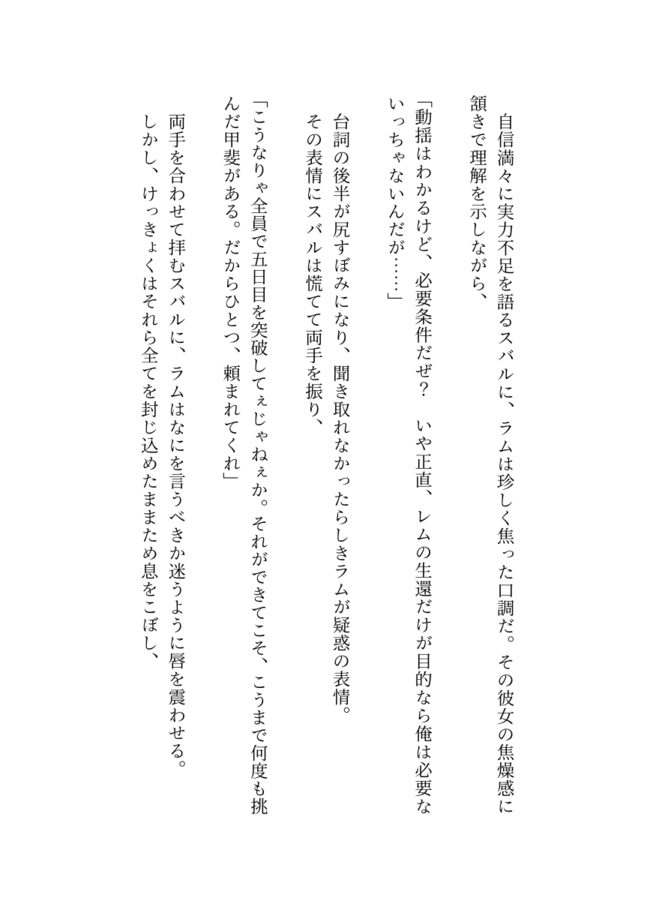 自信満々に実力不足を語るスバルに、ラムは珍しく焦った口調だ。その彼女の焦燥感に
頷きで理解を示しながら、
「動揺はわかるけど、必要条件だぜ？　いや正直、レムの生還だけが目的なら俺は必要な
いっちゃないんだが……」
台詞の後半が尻すぼみになり、聞き取れなかったらしきラムが疑惑の表情。
その表情にスバルは慌てて両手を振り、
「こうなりゃ全員で五日目を突破してぇじゃねぇか。それができてこそ、こうまで何度も挑
んだ甲斐がある。だからひとつ、頼まれてくれ」
両手を合わせて拝むスバルに、ラムはなにを言うべきか迷うように唇を震わせる。
しかし、けっきょくはそれら全てを封じ込めたままため息をこぼし、